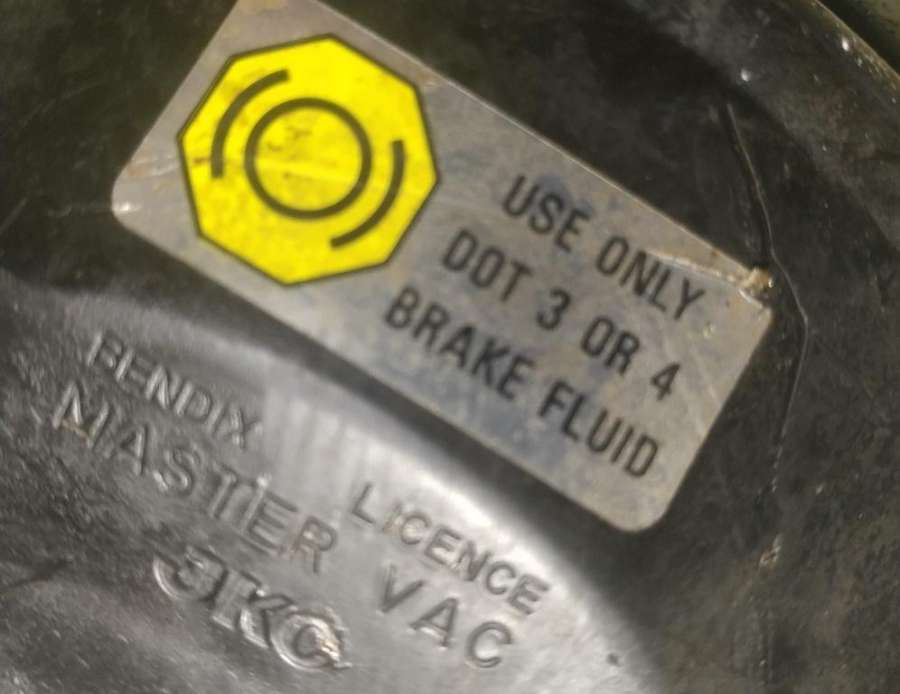 USE ONLY
DOT 3 OR 4
BRAKE FLUID
BENDIX LICENCE
MASTER VAC
JKC